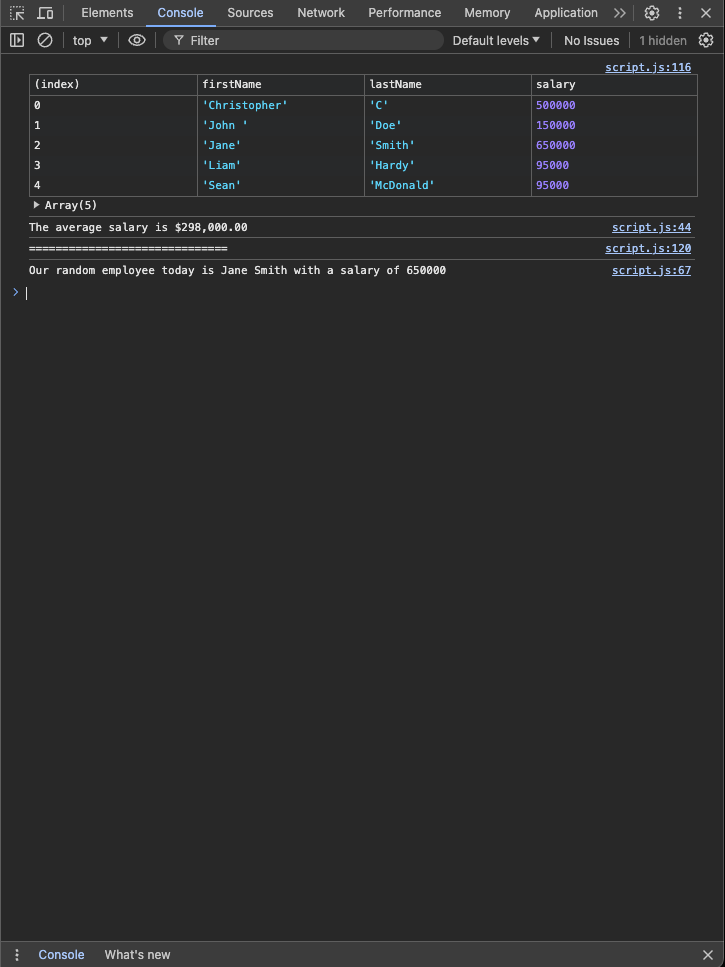 Elements Console Sources Network Performance Memory Application
top Filter Default levels No Issues 1 hidden
script.js:116
(index) firstName lastName salary
0 'Christopher' 'C' 500000
1 'John ' 'Doe' 150000
2 'Jane' 'Smith' 650000
3 'Liam' 'Hardy' 95000
4 'Sean' 'McDonald' 95000
Array(5)
The average salary is $298,000.00 script.js:44
============================== script.js:120
Our random employee today is Jane Smith with a salary of 650000 script.js:67
Console What's new